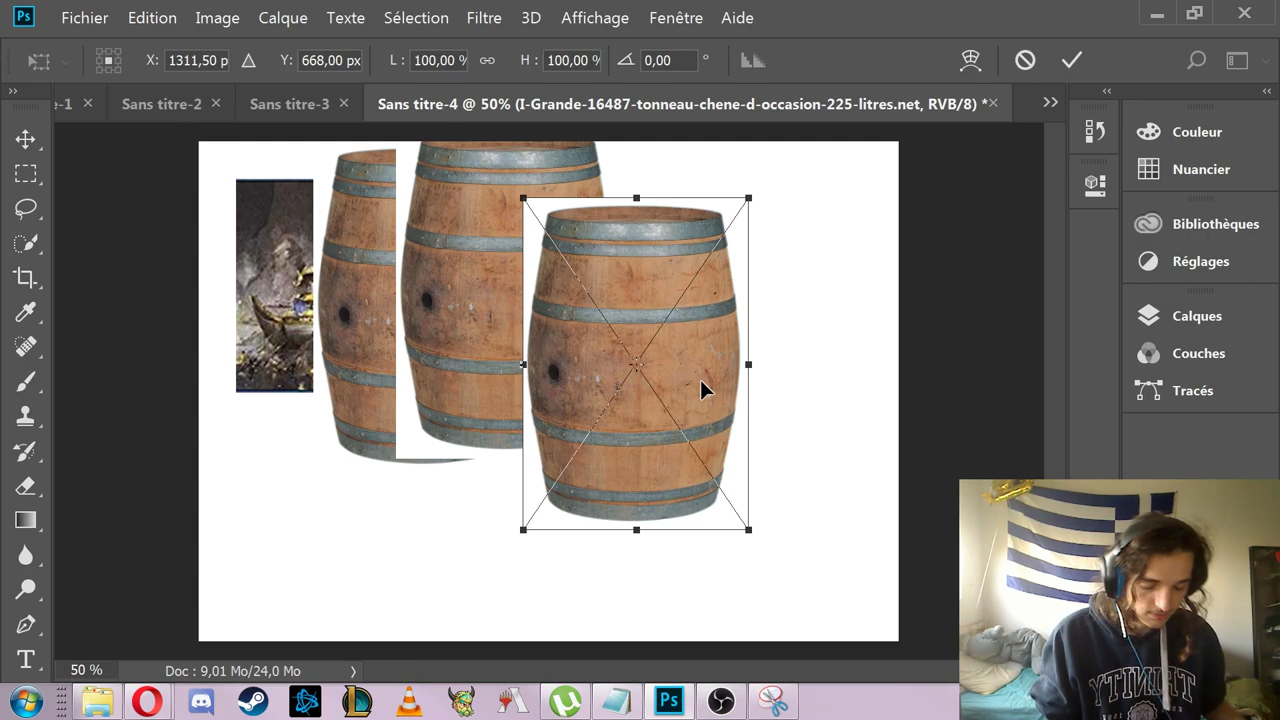 Ps Fichier Edition Image Calque Texte Sélection Filtre 3D Affichage Fenêtre Aide
X: 1311,50 p Y: 668,00 px L : 100,00 % H : 100,00 % 0,00 °
e-1 × Sans titre-2 × Sans titre-3 × Sans titre-4 @ 50% (I-Grande-16487-tonneau-chene-d-occasion-225-litres.net, RVB/8) * ×
Couleur
Nuancier
Bibliothèques
Réglages
Calques
Couches
Tracés
T
50 % Doc : 9,01 Mo/24,0 Mo
Ps